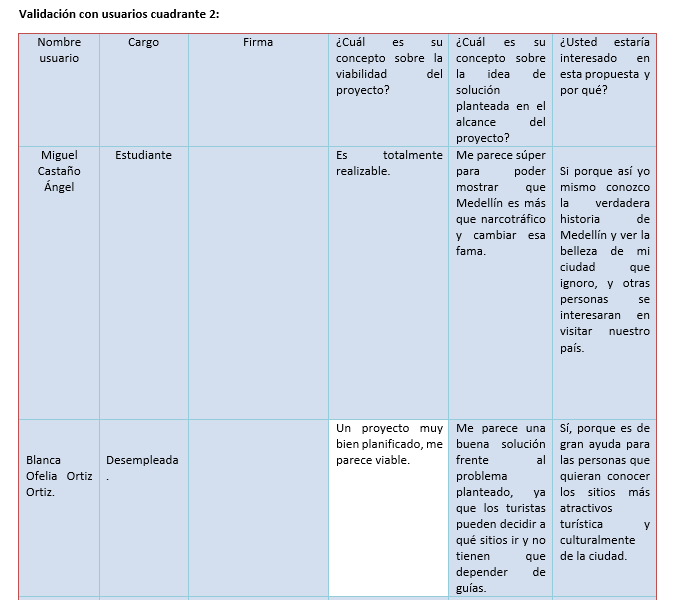 Validación con usuarios cuadrante 2:
Nombre
usuario
Cargo
Firma
¿Cuál es su
concepto sobre la
viabilidad del
proyecto?
¿Cuál es su
concepto sobre
la idea de
solución
planteada en el
alcance del
proyecto?
¿Usted estaría
interesado en
esta propuesta y
por qué?
Miguel
Castaño
Ángel
Estudiante
Es totalmente
realizable.
Me parece súper
para poder
mostrar que
Medellín es más
que narcotráfico
y cambiar esa
fama.
Si porque así yo
mismo conozco
la verdadera
historia de
Medellín y ver la
belleza de mi
ciudad que
ignoro, y otras
personas se
interesaran en
visitar nuestro
país.
Blanca
Ofelia Ortiz
Ortiz.
Desempleada
.
Un proyecto muy
bien planificado, me
parece viable.
Me parece una
buena solución
frente al
problema
planteado, ya
que los turistas
pueden decidir a
qué sitios ir y no
tienen que
depender de
guías.
Sí, porque es de
gran ayuda para
las personas que
quieran conocer
los sitios más
atractivos
turística y
culturalmente
de la ciudad.